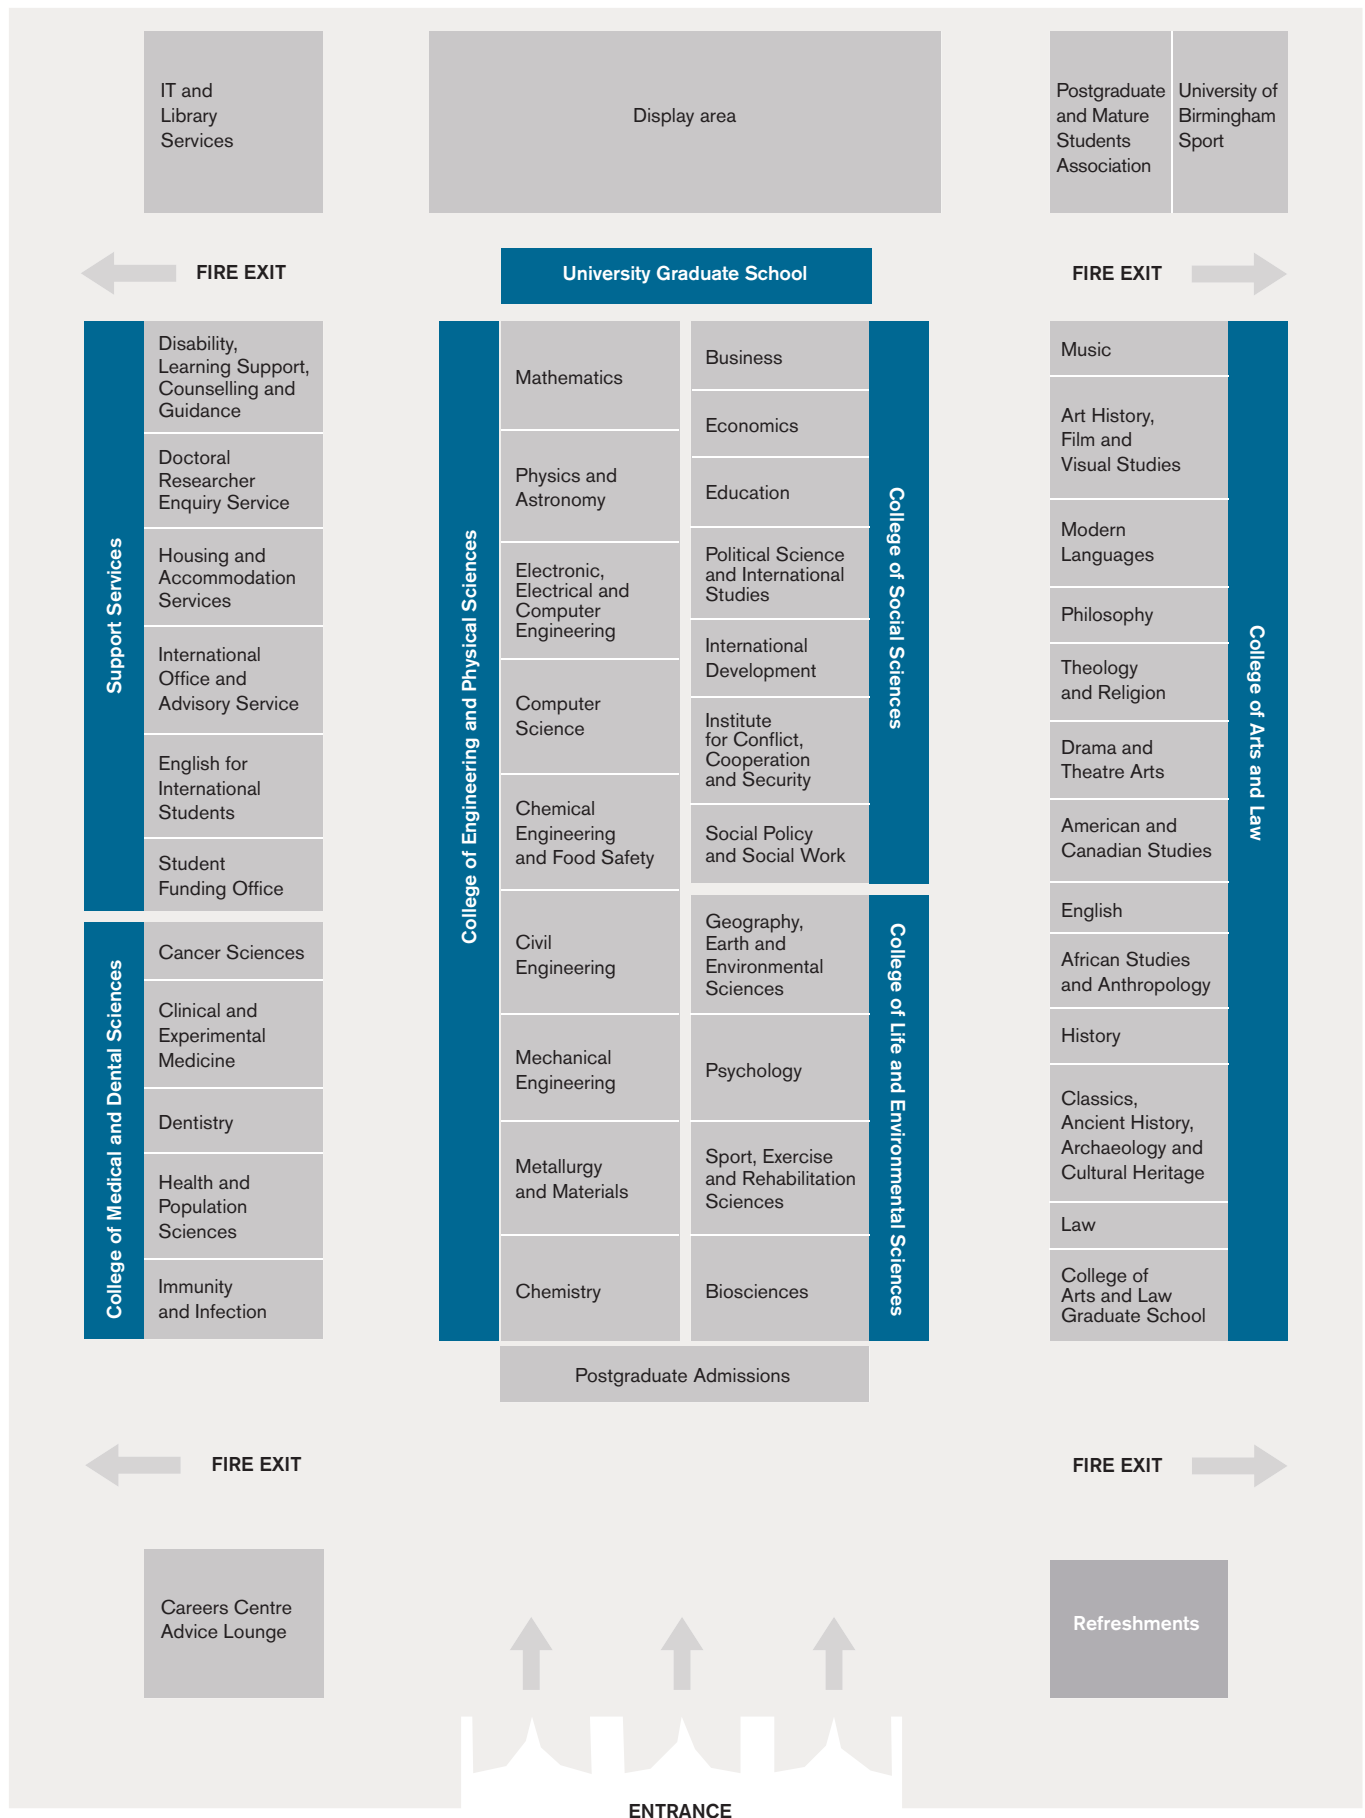 IT and
Library
Services
Display area
Postgraduate
and Mature
Students
Association
University of
Birmingham
Sport
FIRE EXIT
University Graduate School
FIRE EXIT
Support Services
Disability,
Learning Support,
Counselling and
Guidance
Doctoral
Researcher
Enquiry Service
Housing and
Accommodation
Services
International
Office and
Advisory Service
English for
International
Students
Student
Funding Office
College of Medical and Dental Sciences
Cancer Sciences
Clinical and
Experimental
Medicine
Dentistry
Health and
Population
Sciences
Immunity
and Infection
College of Engineering and Physical Sciences
Mathematics
Physics and
Astronomy
Electronic,
Electrical and
Computer
Engineering
Computer
Science
Chemical
Engineering
and Food Safety
Civil
Engineering
Mechanical
Engineering
Metallurgy
and Materials
Chemistry
Business
Economics
Education
Political Science
and International
Studies
International
Development
Institute
for Conflict,
Cooperation
and Security
Social Policy
and Social Work
College of Social Sciences
Geography,
Earth and
Environmental
Sciences
Psychology
Sport, Exercise
and Rehabilitation
Sciences
Biosciences
College of Life and Environmental Sciences
Music
Art History,
Film and
Visual Studies
Modern
Languages
Philosophy
Theology
and Religion
Drama and
Theatre Arts
American and
Canadian Studies
English
African Studies
and Anthropology
History
Classics,
Ancient History,
Archaeology and
Cultural Heritage
Law
College of
Arts and Law
Graduate School
College of Arts and Law
Postgraduate Admissions
FIRE EXIT
FIRE EXIT
Careers Centre
Advice Lounge
Refreshments
ENTRANCE